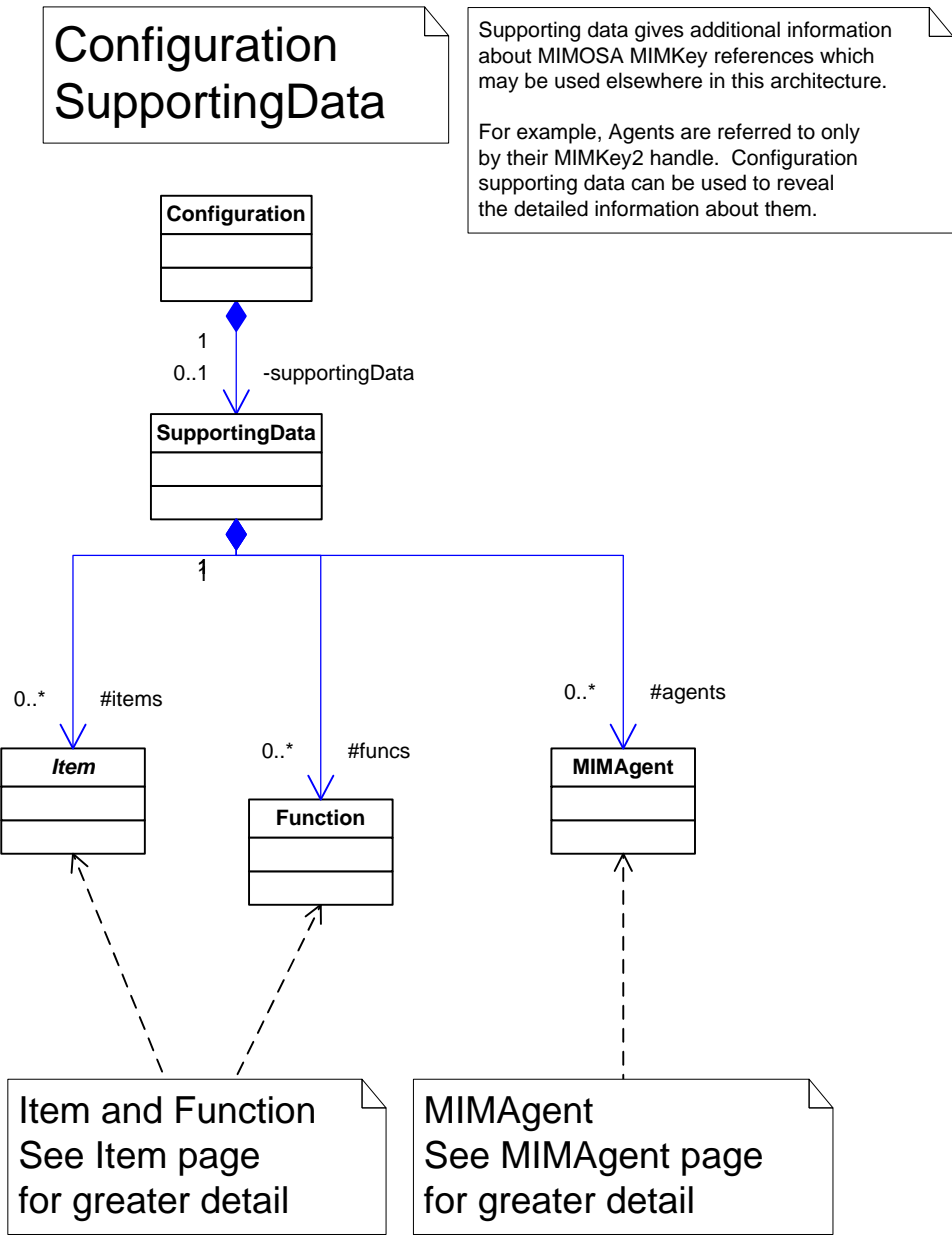 Configuration
SupportingData
Supporting data gives additional information
about MIMOSA MIMKey references which
may be used elsewhere in this architecture.
For example, Agents are referred to only
by their MIMKey2 handle.  Configuration
supporting data can be used to reveal
the detailed information about them.
Configuration
1
0..1
-supportingData
SupportingData
1
1
0..*
#items
0..*
#funcs
0..*
#agents
Item
Function
MIMAgent
Item and Function
See Item page
for greater detail
MIMAgent
See MIMAgent page
for greater detail